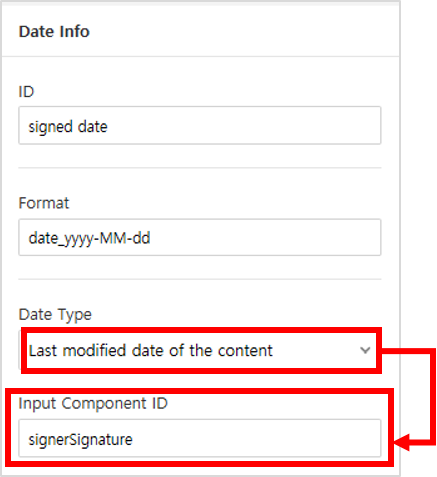 Date Info
ID
signed date
Format
date_yyyy-MM-dd
Date Type
Last modified date of the content
Input Component ID
signerSignature